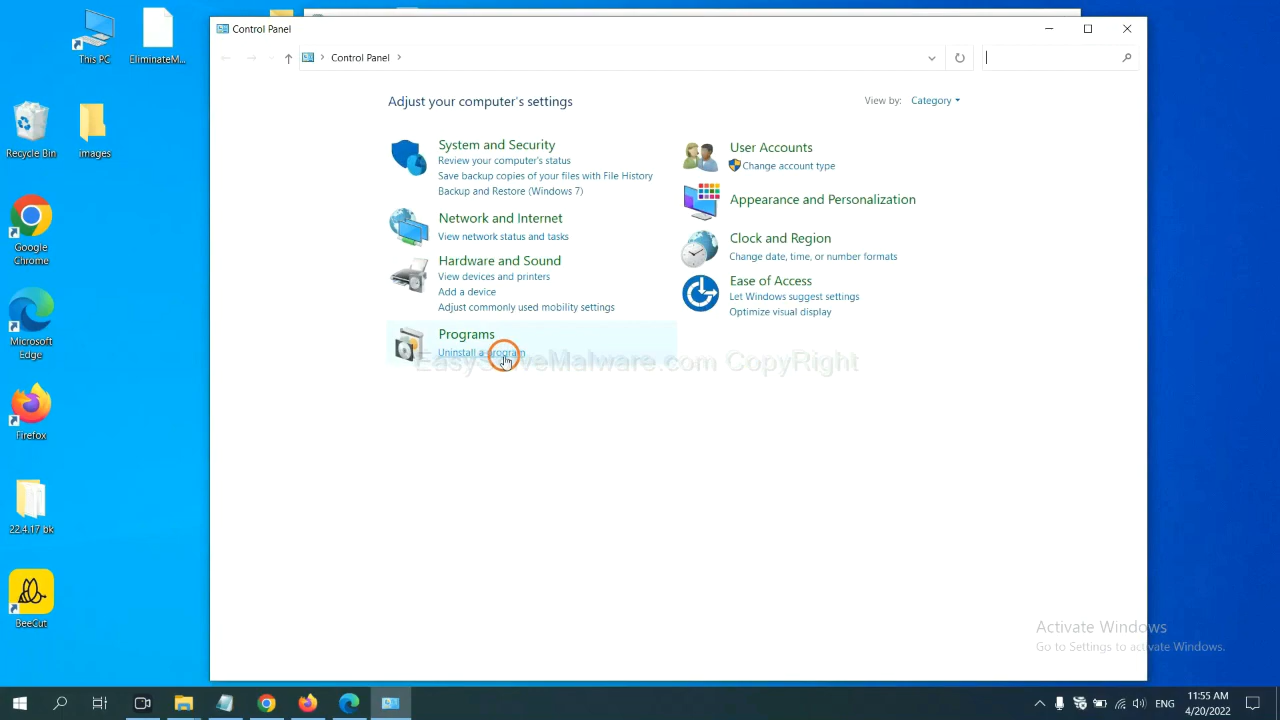 This PC
EliminateM...
Recycle Bin
images
Google
Chrome
Microsoft
Edge
Firefox
22.4.17 bk
BeeCut
Control Panel
Control Panel
Adjust your computer's settings
View by: Category
System and Security
Review your computer's status
Save backup copies of your files with File History
Backup and Restore (Windows 7)
Network and Internet
View network status and tasks
Hardware and Sound
View devices and printers
Add a device
Adjust commonly used mobility settings
Programs
Uninstall a program
User Accounts
Change account type
Appearance and Personalization
Clock and Region
Change date, time, or number formats
Ease of Access
Let Windows suggest settings
Optimize visual display
EasySolveMalware.com CopyRight
Activate Windows
Go to Settings to activate Windows.
ENG
11:55 AM
4/20/2022